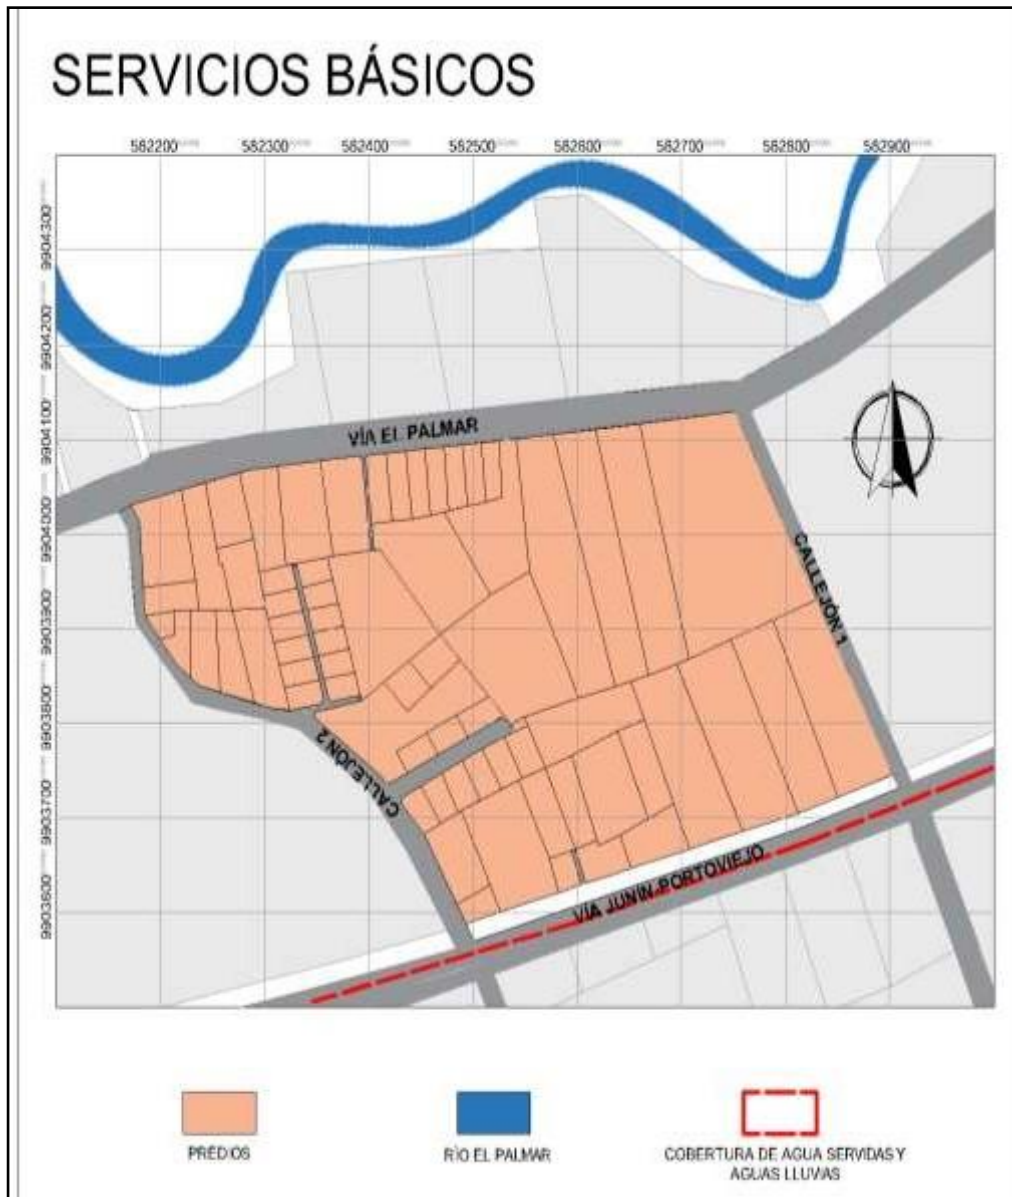 SERVICIOS BÁSICOS
582200 582300 582400 582500 582600 582700 582800 582900
9904300
9904200
9904100
9904000
9903900
9903800
9903700
9903600
VÍA EL PALMAR
CALLEJÓN 1
CALLEJÓN 2
VÍA JUNÍN-PORTOVIEJO
PREDIOS
RÍO EL PALMAR
COBERTURA DE AGUA SERVIDAS Y
AGUAS LLUVIAS